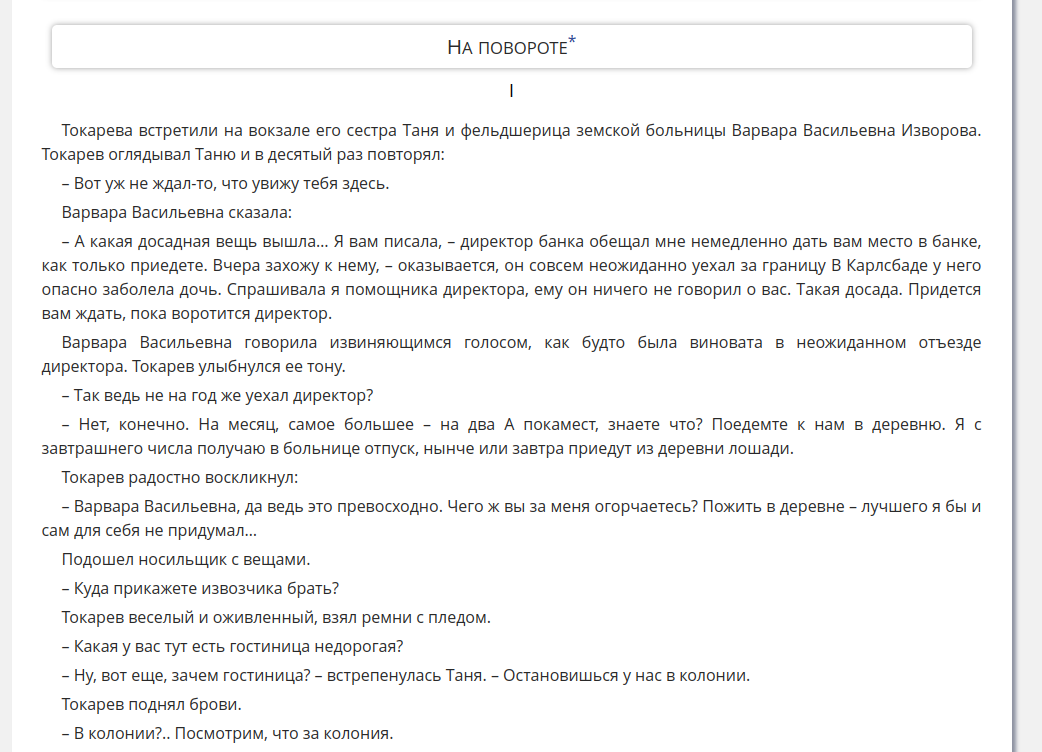 На повороте*
I
Токарева встретили на вокзале его сестра Таня и фельдшерица земской больницы Варвара Васильевна Изворова.
Токарев оглядывал Таню и в десятый раз повторял:
– Вот уж не ждал-то, что увижу тебя здесь.
Варвара Васильевна сказала:
– А какая досадная вещь вышла... Я вам писала, – директор банка обещал мне немедленно дать вам место в банке,
как только приедете. Вчера захожу к нему, – оказывается, он совсем неожиданно уехал за границу В Карлсбаде у него
опасно заболела дочь. Спрашивала я помощника директора, ему он ничего не говорил о вас. Такая досада. Придется
вам ждать, пока воротится директор.
Варвара Васильевна говорила извиняющимся голосом, как будто была виновата в неожиданном отъезде
директора. Токарев улыбнулся ее тону.
– Так ведь не на год же уехал директор?
– Нет, конечно. На месяц, самое большее – на два А покамест, знаете что? Поедемте к нам в деревню. Я с
завтрашнего числа получаю в больнице отпуск, нынче или завтра приедут из деревни лошади.
Токарев радостно воскликнул:
– Варвара Васильевна, да ведь это превосходно. Чего ж вы за меня огорчаетесь? Пожить в деревне – лучшего я бы и
сам для себя не придумал...
Подошел носильщик с вещами.
– Куда прикажете извозчика брать?
Токарев веселый и оживленный, взял ремни с пледом.
– Какая у вас тут есть гостиница недорогая?
– Ну, вот еще, зачем гостиница? – встрепенулась Таня. – Остановишься у нас в колонии.
Токарев поднял брови.
– В колонии?.. Посмотрим, что за колония.